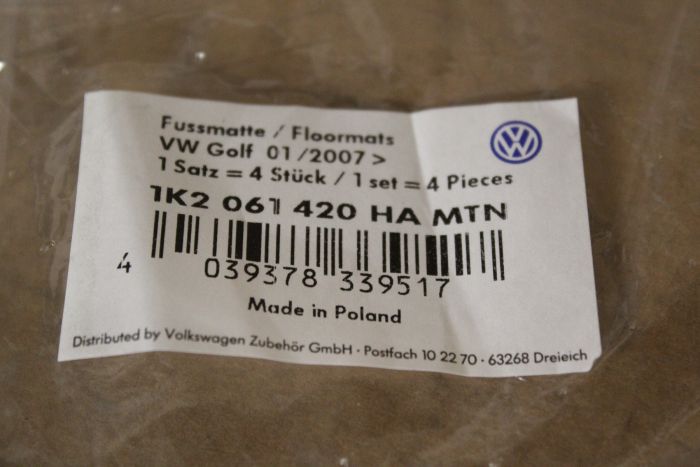 Fussmatte / Floormats
VW Golf 01/2007 >
1 Satz = 4 Stück / 1 set = 4 Pieces
1K2 061 420 HA MTN
4 039378 339517
Made in Poland
Distributed by Volkswagen Zubehör GmbH · Postfach 10 22 70 · 63268 Dreieich